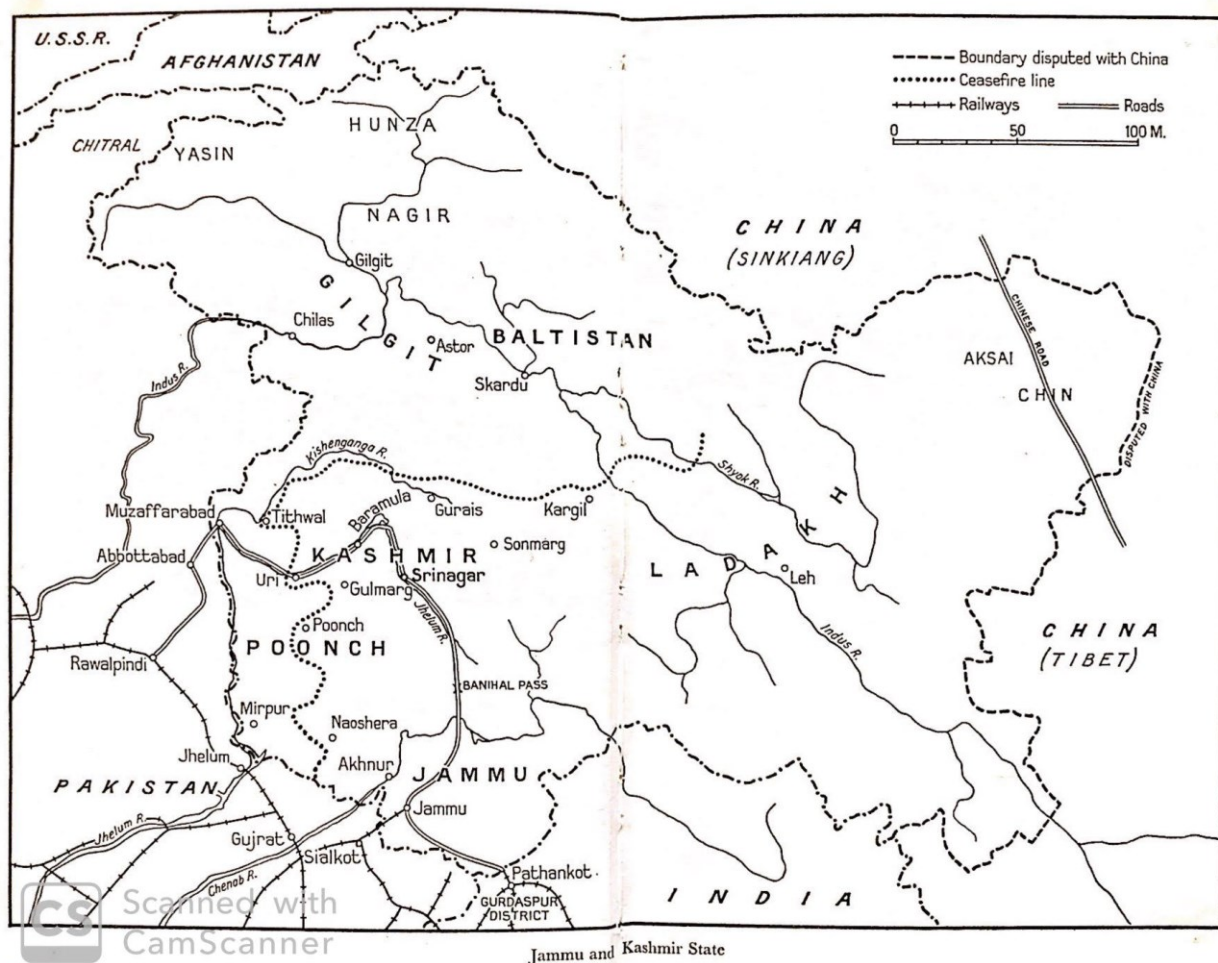 U.S.S.R.
AFGHANISTAN
Boundary disputed with China
Ceasefire line
Railways
Roads
0 50 100 M.
HUNZA
CHITRAL
YASIN
NAGIR
CHINA
(SINKIANG)
Gilgit
GILGIT
CHINESE ROAD
Chilas
Astor
BALTISTAN
AKSAI
CHIN
Indus R.
Skardu
DISPUTED WITH CHINA
Kishenganga R.
Shyok R.
Muzaffarabad
Tithwal
Baramula
Gurais
Kargil
Abbottabad
KASHMIR
Sonmarg
LADAKH
Uri
Gulmarg
Srinagar
Leh
Jhelum R.
Poonch
POONCH
Indus R.
CHINA
(TIBET)
Rawalpindi
BANIHAL PASS
Mirpur
Naoshera
Jhelum
Akhnur
JAMMU
PAKISTAN
Jammu
Jhelum R.
Gujrat
Sialkot
Chenab R.
Pathankot
GURDASPUR
DISTRICT
INDIA
CS Scanned with
CamScanner
Jammu and Kashmir State